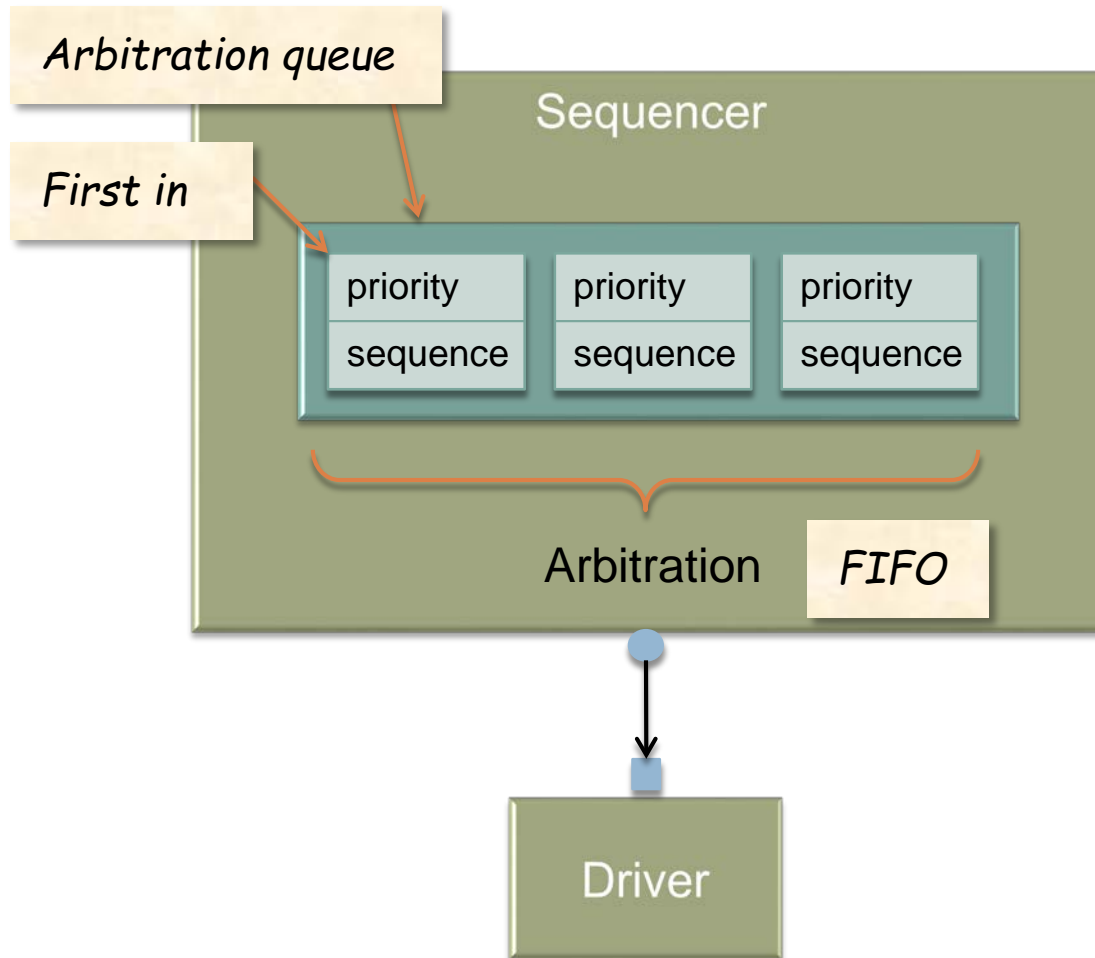 Arbitration queue
Sequencer
First in
priority
priority
priority
sequence
sequence
sequence
Arbitration
FIFO
Driver